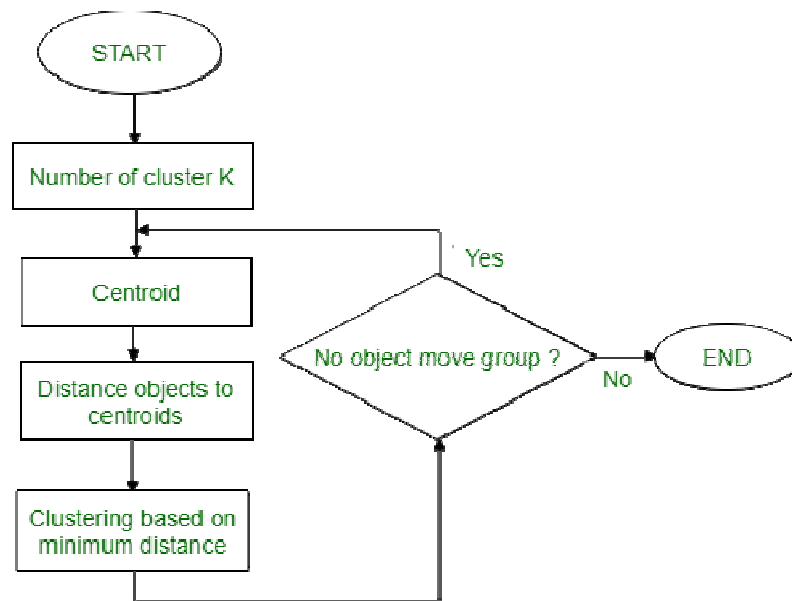 START
Number of cluster K
Centroid
Distance objects to
centroids
Clustering based on
minimum distance
No object move group ?
Yes
No
END